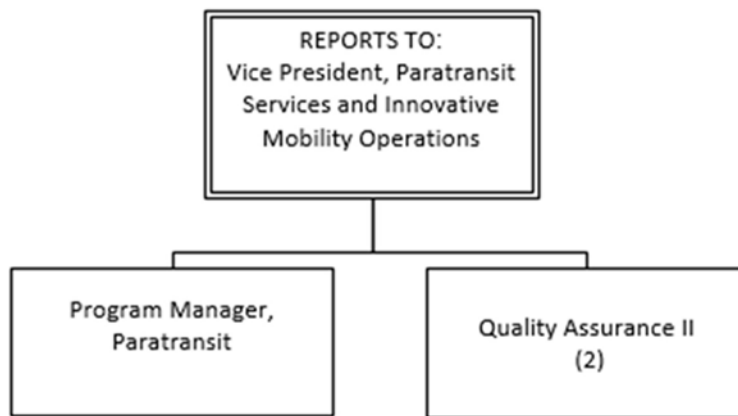 REPORTS TO:
Vice President, Paratransit
Services and Innovative
Mobility Operations
Program Manager,
Paratransit
Quality Assurance II
(2)